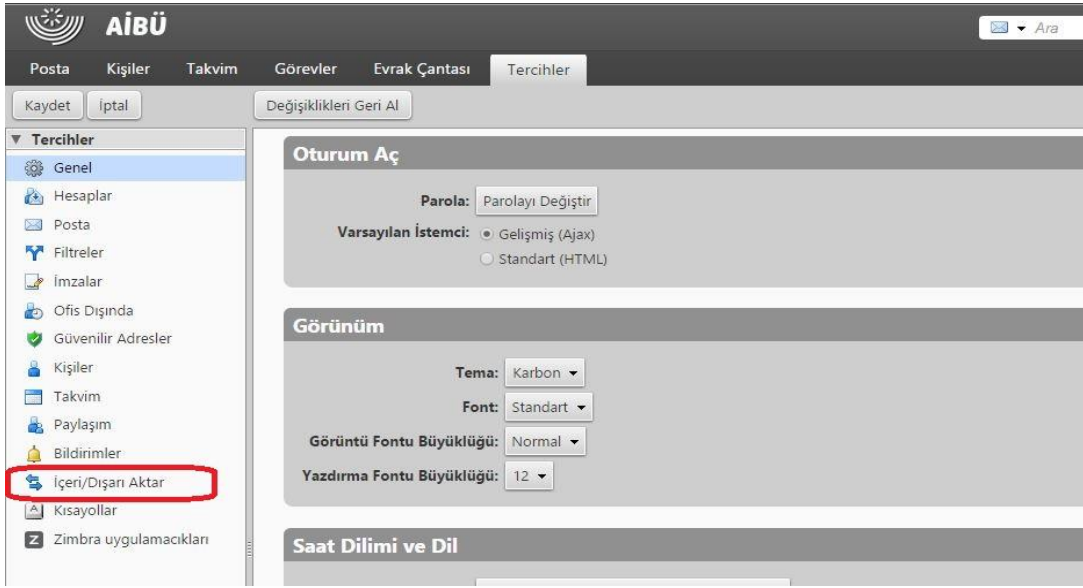 AİBÜ
Ara
Posta Kişiler Takvim Görevler Evrak Çantası Tercihler
Kaydet İptal Değişiklikleri Geri Al
Tercihler
Genel
Hesaplar
Posta
Filtreler
İmzalar
Ofis Dışında
Güvenilir Adresler
Kişiler
Takvim
Paylaşım
Bildirimler
İçeri/Dışarı Aktar
Kısayollar
Zimbra uygulamacıkları
Oturum Aç
Parola: Parolayı Değiştir
Varsayılan İstemci: Gelişmiş (Ajax)
Standart (HTML)
Görünüm
Tema: Karbon
Font: Standart
Görüntü Fontu Büyüklüğü: Normal
Yazdırma Fontu Büyüklüğü: 12
Saat Dilimi ve Dil